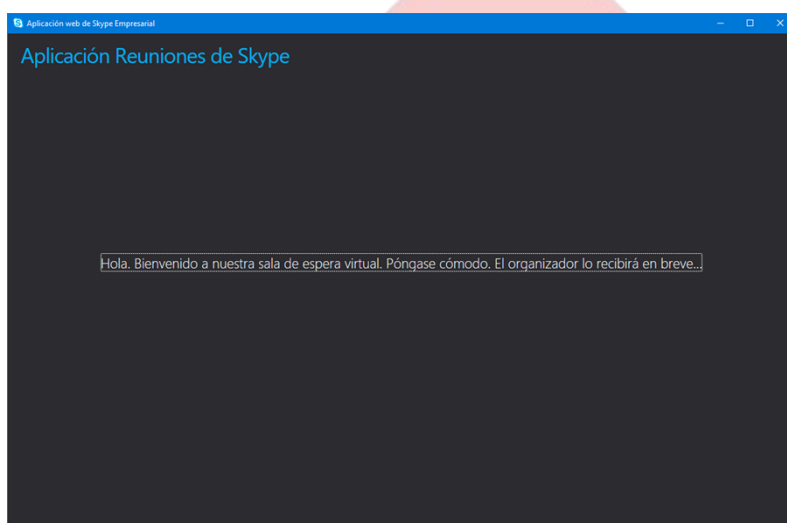 Aplicación web de Skype Empresarial
Aplicación Reuniones de Skype
Hola. Bienvenido a nuestra sala de espera virtual. Póngase cómodo. El organizador lo recibirá en breve...